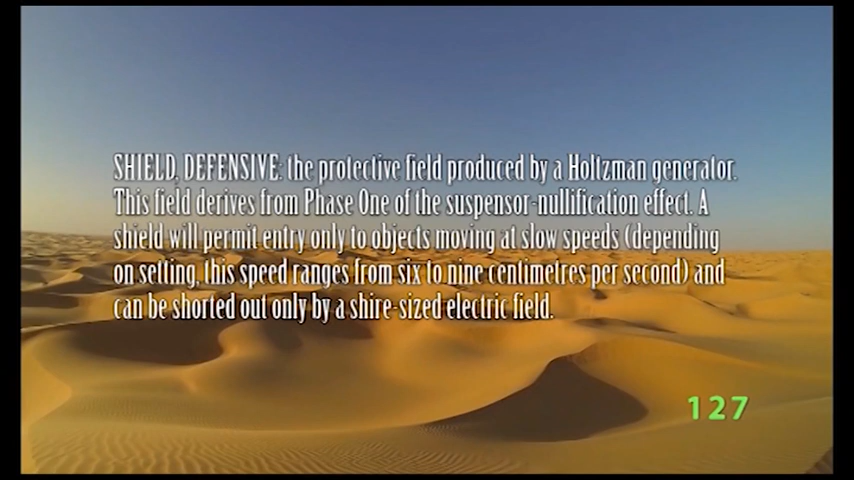 SHIELD, DEFENSIVE: the protective field produced by a Holtzman generator.
This field derives from Phase One of the suspensor-nullification effect. A
shield will permit entry only to objects moving at slow speeds (depending
on setting, this speed ranges from six to nine centimetres per second) and
can be shorted out only by a shire-sized electric field.
127